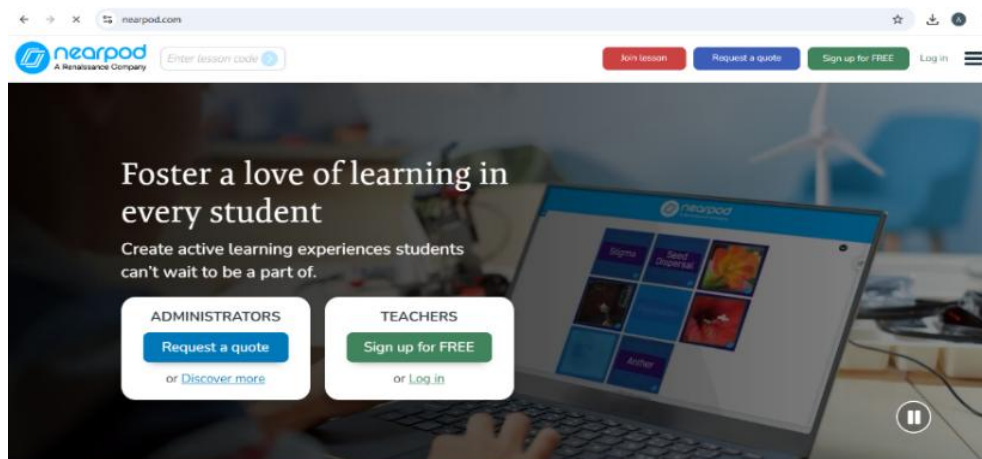 nearpod.com
nearpod
A Renaissance Company
Enter lesson code
Join lesson
Request a quote
Sign up for FREE
Log in
Foster a love of learning in
every student
Create active learning experiences students
can't wait to be a part of.
ADMINISTRATORS
Request a quote
or Discover more
TEACHERS
Sign up for FREE
or Log in
nearpod
Stigma
Seed
Dispersal
Anther